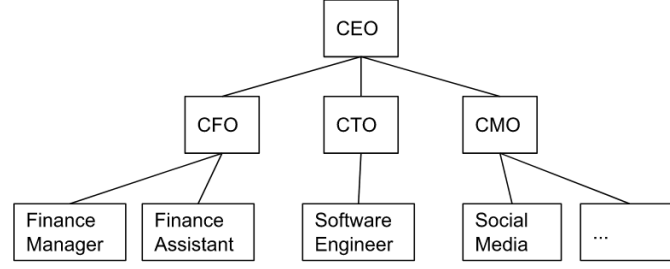 CEO
CFO
CTO
CMO
Finance
Manager
Finance
Assistant
Software
Engineer
Social
Media
...